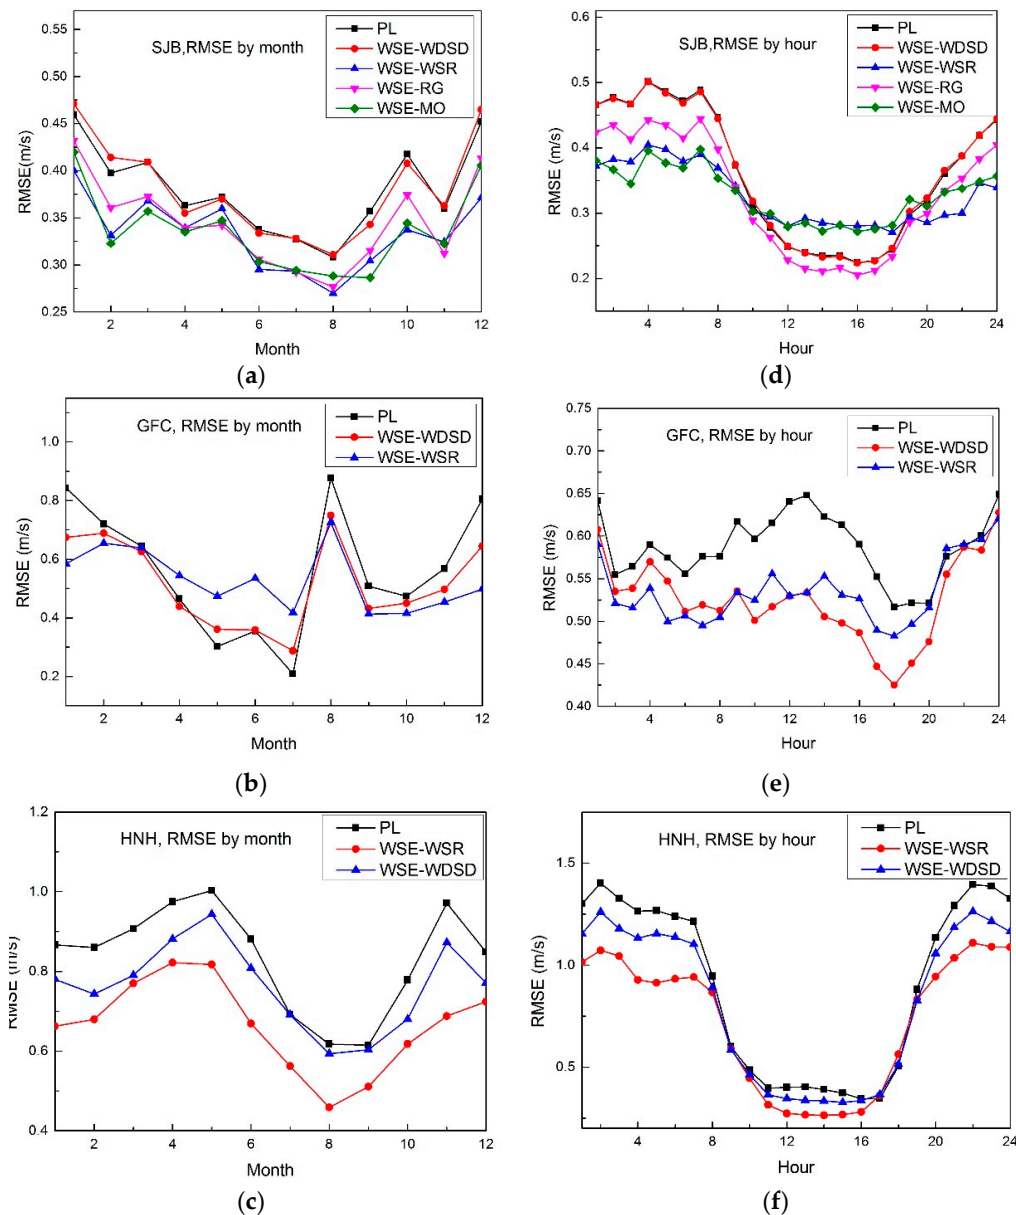 SJB,RMSE by month
PL
WSE-WDSD
WSE-WSR
WSE-RG
WSE-MO
RMSE(m/s)
0.55
0.50
0.45
0.40
0.35
0.30
0.25
2 4 6 8 10 12
Month
(a)
SJB,RMSE by hour
PL
WSE-WDSD
WSE-WSR
WSE-RG
WSE-MO
RMSE (m/s)
0.6
0.5
0.4
0.3
0.2
4 8 12 16 20 24
Hour
(d)
GFC, RMSE by month
PL
WSE-WDSD
WSE-WSR
RMSE (m/s)
1.0
0.8
0.6
0.4
0.2
2 4 6 8 10 12
Month
(b)
GFC, RMSE by hour
PL
WSE-WDSD
WSE-WSR
RMSE (m/s)
0.75
0.70
0.65
0.60
0.55
0.50
0.45
0.40
4 8 12 16 20 24
Hour
(e)
HNH, RMSE by month
PL
WSE-WSR
WSE-WDSD
RMSE (m/s)
1.2
1.0
0.8
0.6
0.4
2 4 6 8 10 12
Month
(c)
HNH, RMSE by hour
PL
WSE-WSR
WSE-WDSD
RMSE (m/s)
1.5
1.0
0.5
4 8 12 16 20 24
Hour
(f)